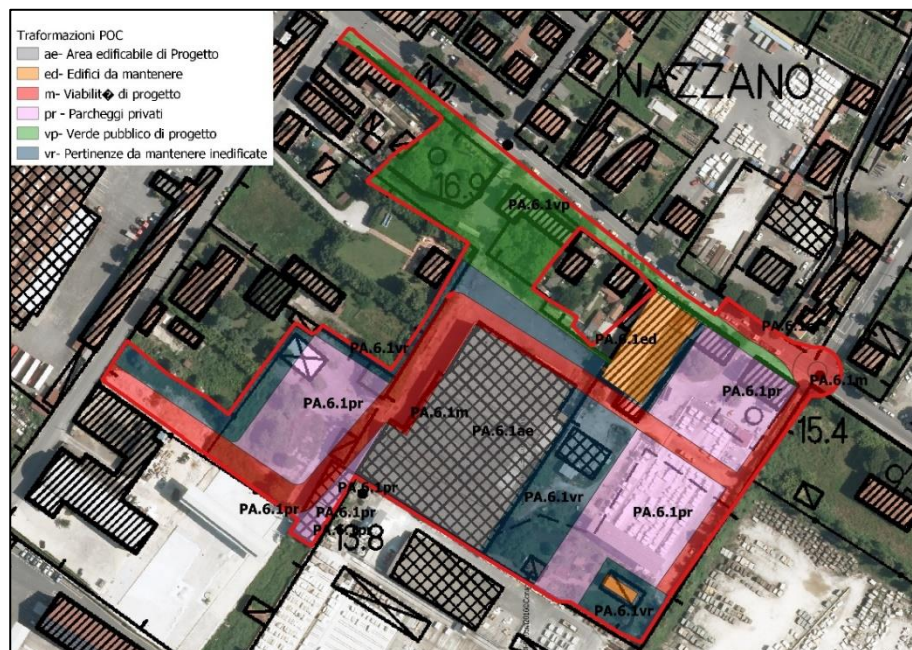 Traformazioni POC
ae- Area edificabile di Progetto
ed- Edifici da mantenere
m- Viabilit� di progetto
pr - Parcheggi privati
vp- Verde pubblico di progetto
vr- Pertinenze da mantenere inedificate
NAZZANO
16.9
PA.6.1vp
PA.6.1ed
PA.6.1vr
PA.6.1pr
PA.6.1m
PA.6.1pr
PA.6.1m
PA.6.1ae
15.4
PA.6.1vr
PA.6.1pr
PA.6.1pr
PA.6.1pr
PA.6.1pr
13.8
PA.6.1vr